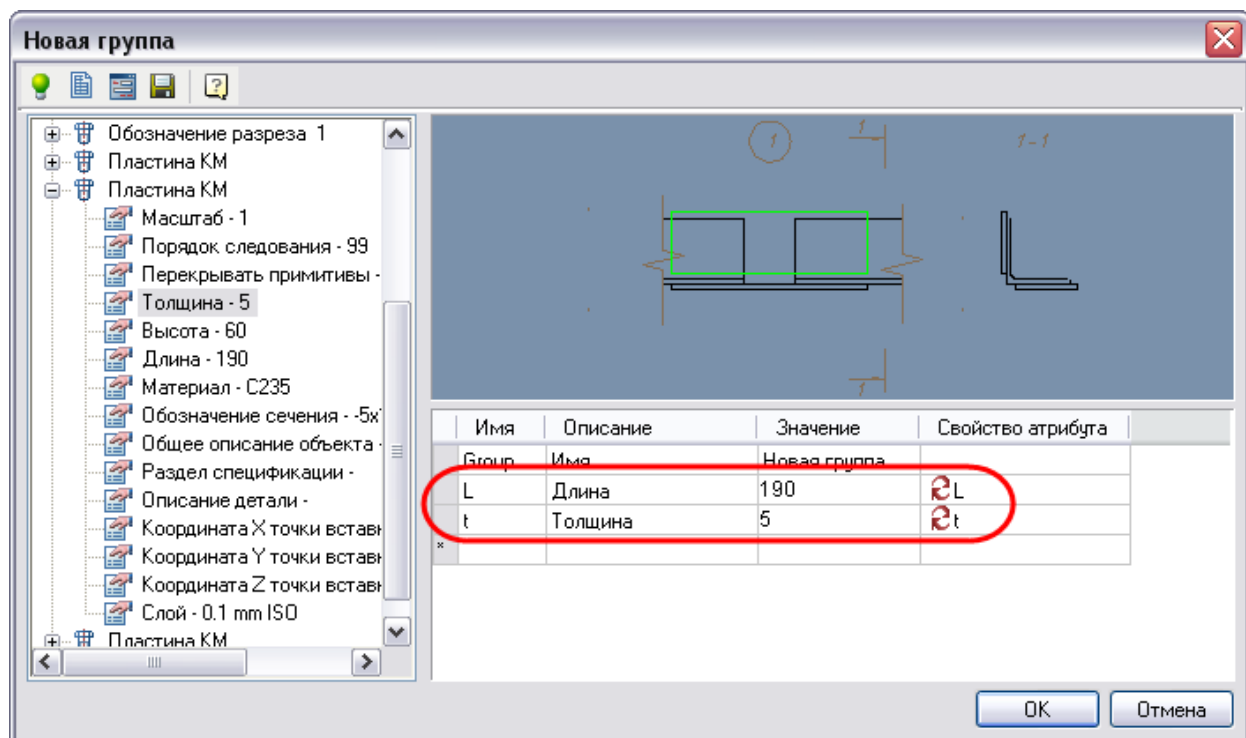 Новая группа
Обозначение разреза 1
Пластина КМ
Пластина КМ
Масштаб - 1
Порядок следования - 99
Перекрывать примитивы -
Толщина - 5
Высота - 60
Длина - 190
Материал - С235
Обозначение сечения - -5x
Общее описание объекта -
Раздел спецификации -
Описание детали -
Координата X точки вставк
Координата Y точки вставк
Координата Z точки вставк
Слой - 0.1 mm ISO
Пластина КМ
1 1 1-1
1
Имя Описание Значение Свойство атрибута
Group Имя Новая группа
L Длина 190 L
t Толщина 5 t
*
OK Отмена